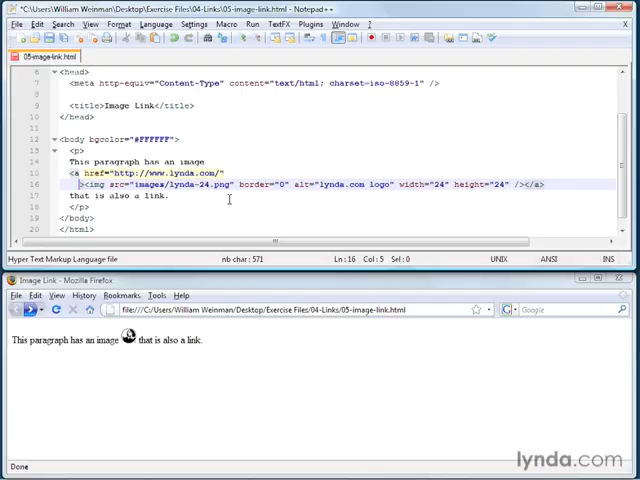 *C:\Users\William Weinman\Desktop\Exercise Files\04-Links\05-image-link.html - Notepad++
File Edit Search View Format Language Settings Macro Run TextFX Plugins Window ? X
05-image-link.html
6 <head>
7 <meta http-equiv="Content-Type" content="text/html; charset-iso-8859-1" />
8
9 <title>Image Link</title>
10 </head>
11
12 <body bgcolor="#FFFFFF">
13 <p>
14 This paragraph has an image
15 <a href="http://www.lynda.com/"
16 ><img src="images/lynda-24.png" border="0" alt="lynda.com logo" width="24" height="24" /></a>
17 that is also a link.
18 </p>
19 </body>
20 </html>
Hyper Text Markup Language file nb char : 571 Ln : 16 Col : 5 Sel : 0 UNIX ANSI INS
Image Link - Mozilla Firefox
File Edit View History Bookmarks Tools Help
file:///C:/Users/William Weinman/Desktop/Exercise Files/04-Links/05-image-link.html
G Google
This paragraph has an image that is also a link.
Done
lynda.com